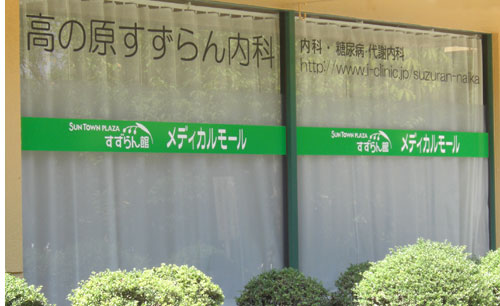 高の原すずらん内科
内科・糖尿病・代謝内科
http://www.i-clinic.jp/suzuran-naika
SUN TOWN PLAZA
すずらん館
メディカルモール
SUN TOWN PLAZA
すずらん館
メディカルモール